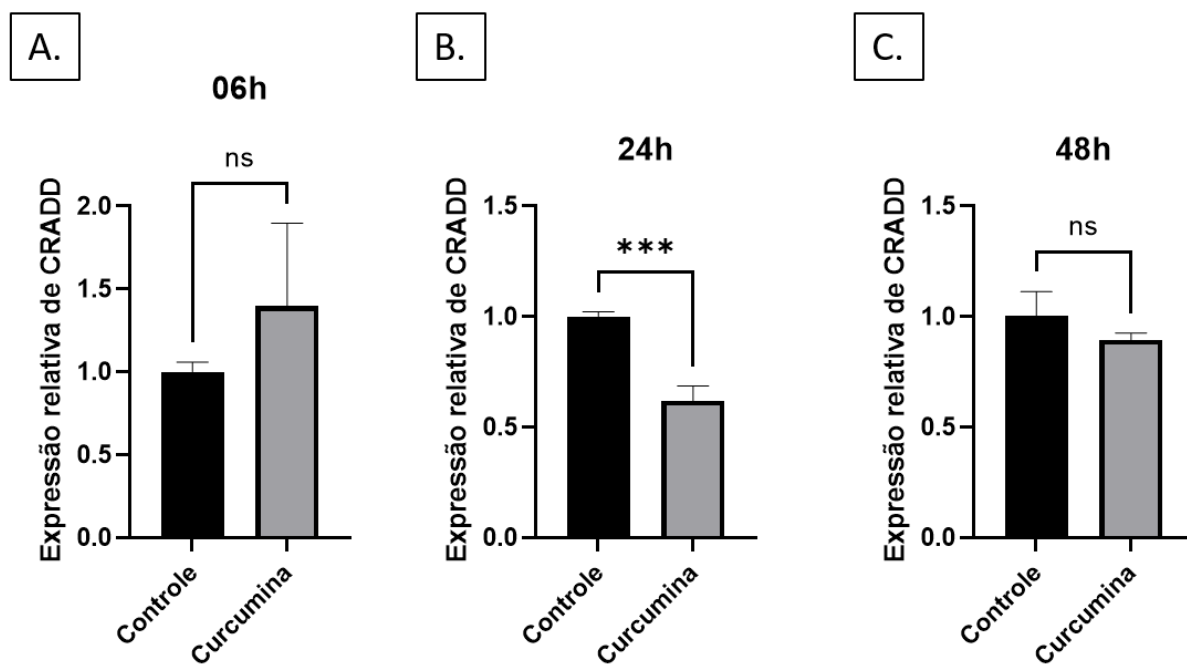 A.
06h
ns
Expressão relativa de CRADD
2.0
1.5
1.0
0.5
0.0
Controle
Curcumina
B.
24h
***
Expressão relativa de CRADD
1.5
1.0
0.5
0.0
Controle
Curcumina
C.
48h
ns
Expressão relativa de CRADD
1.5
1.0
0.5
0.0
Controle
Curcumina